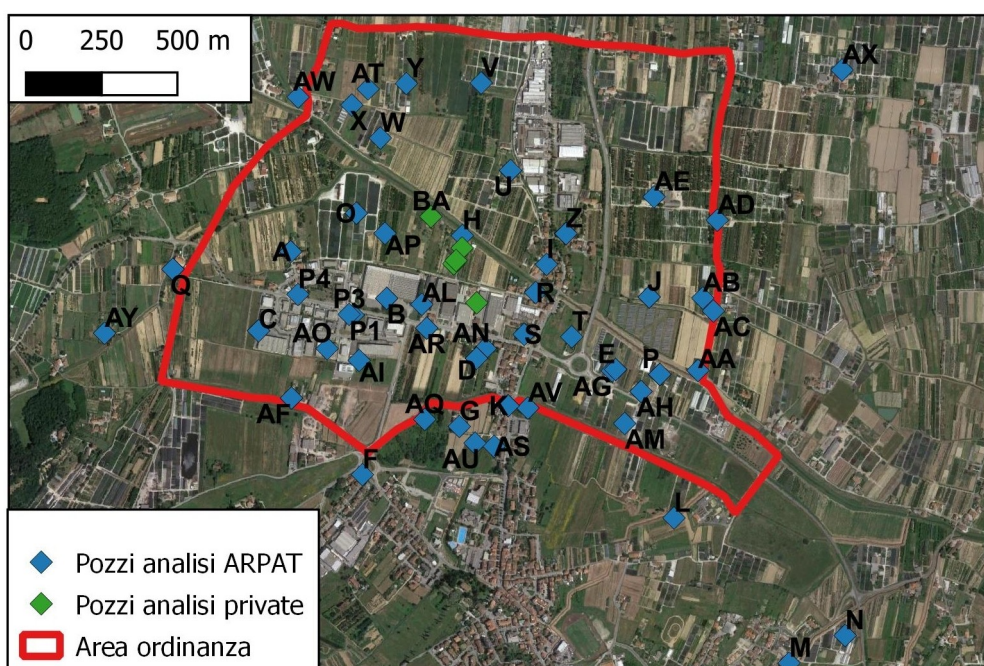 0 250 500 m
AX
AW
AT
Y
V
X
W
U
AE
O
BA
H
Z
AD
AP
A
I
Q
P4
R
J
AB
P3
B
AL
AC
AY
C
AO
P1
AR
AN
S
T
D
AI
E
P
AA
AG
AF
AQ
G
K
AV
AH
AU
AS
AM
F
L
Pozzi analisi ARPAT
Pozzi analisi private
Area ordinanza
N
M